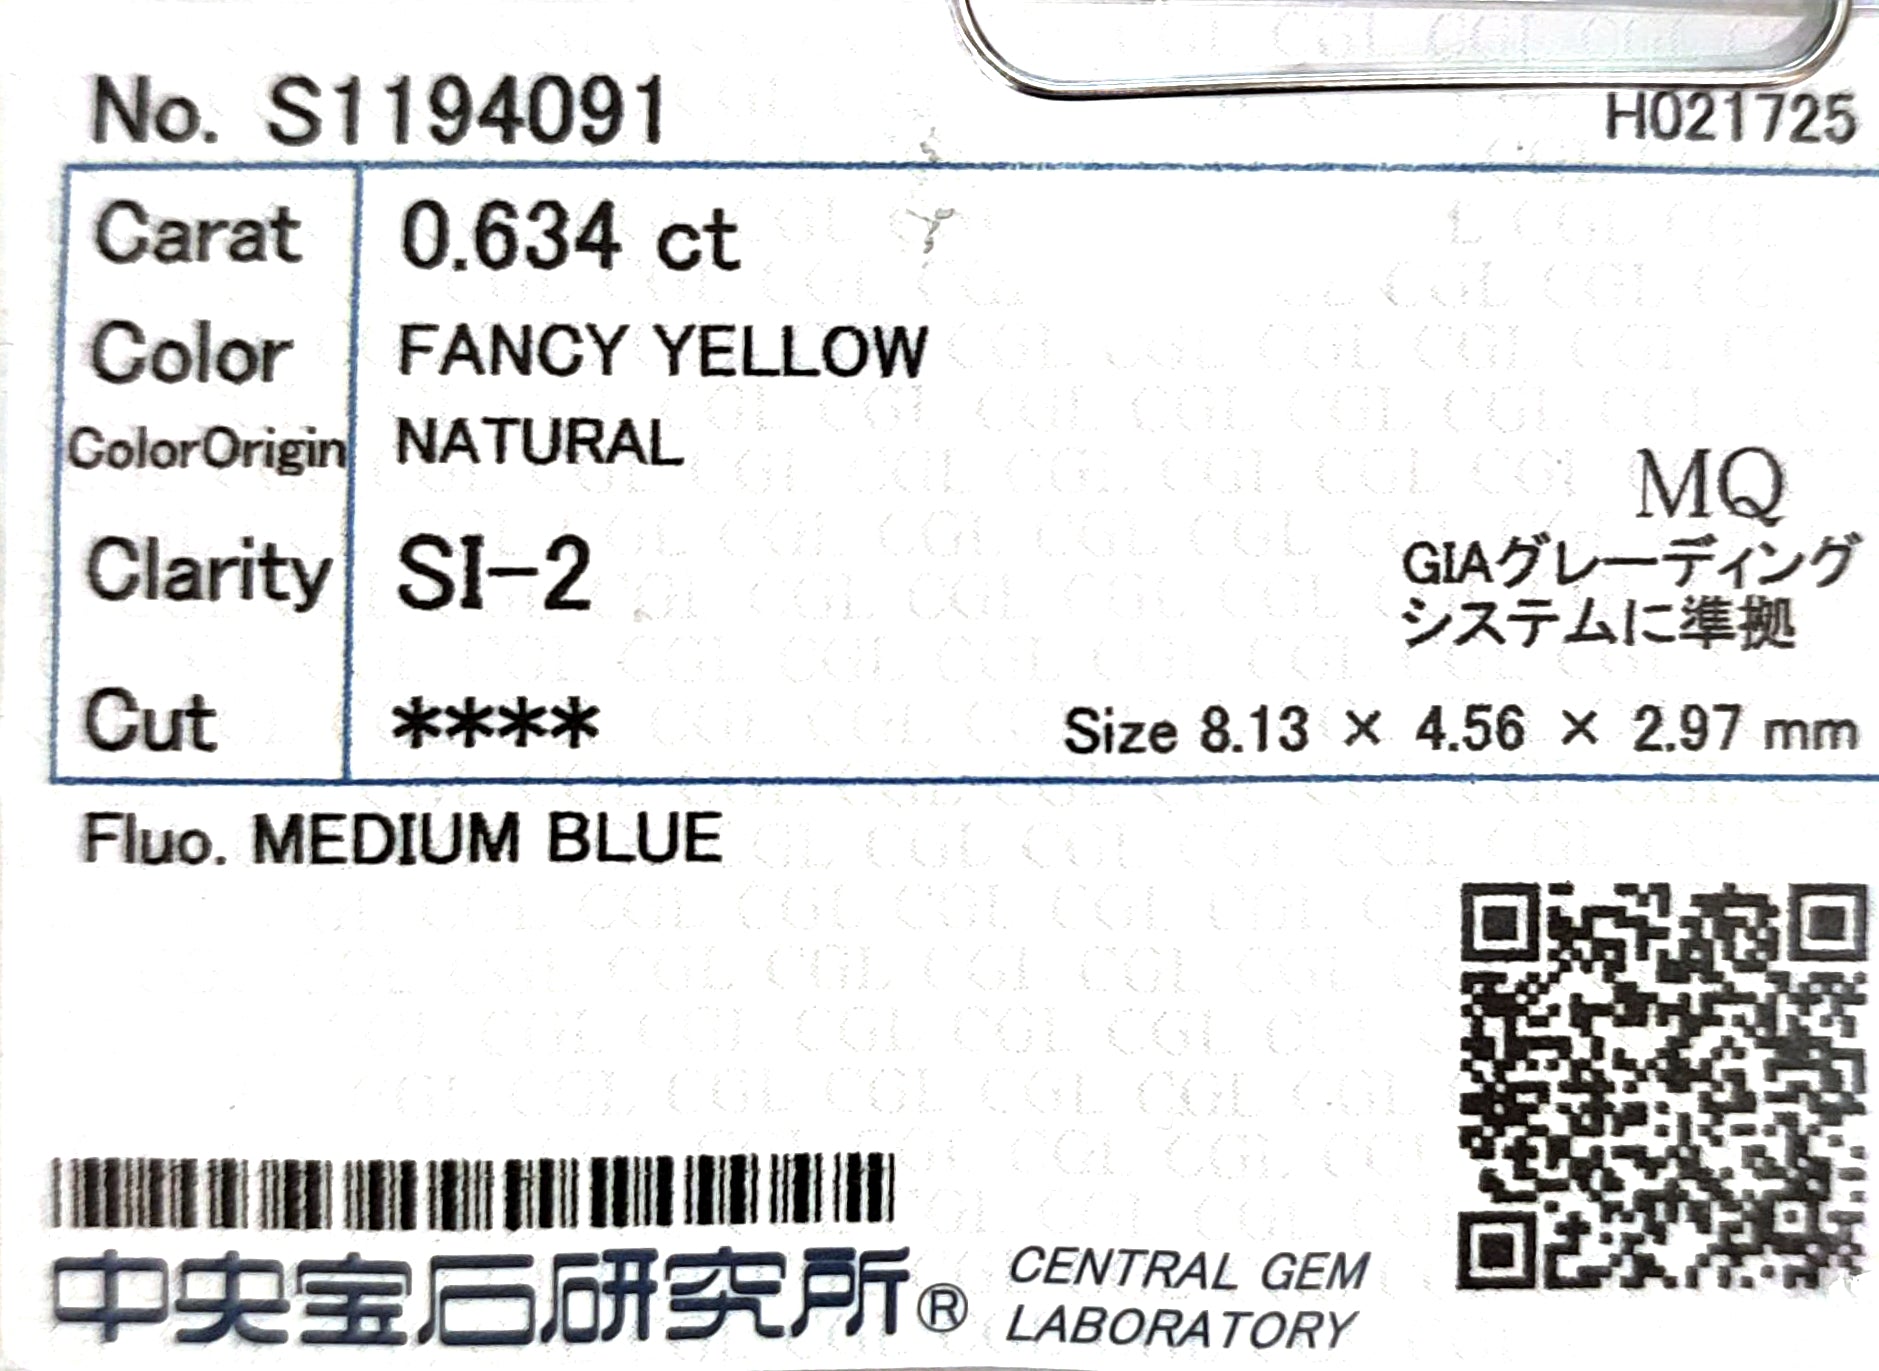 No. S1194091
H021725
Carat 0.634 ct
Color FANCY YELLOW
ColorOrigin NATURAL
MQ
Clarity SI-2
GIAグレーディング
システムに準拠
Cut ****
Size 8.13 × 4.56 × 2.97 mm
Fluo. MEDIUM BLUE
中央宝石研究所®
CENTRAL GEM
LABORATORY